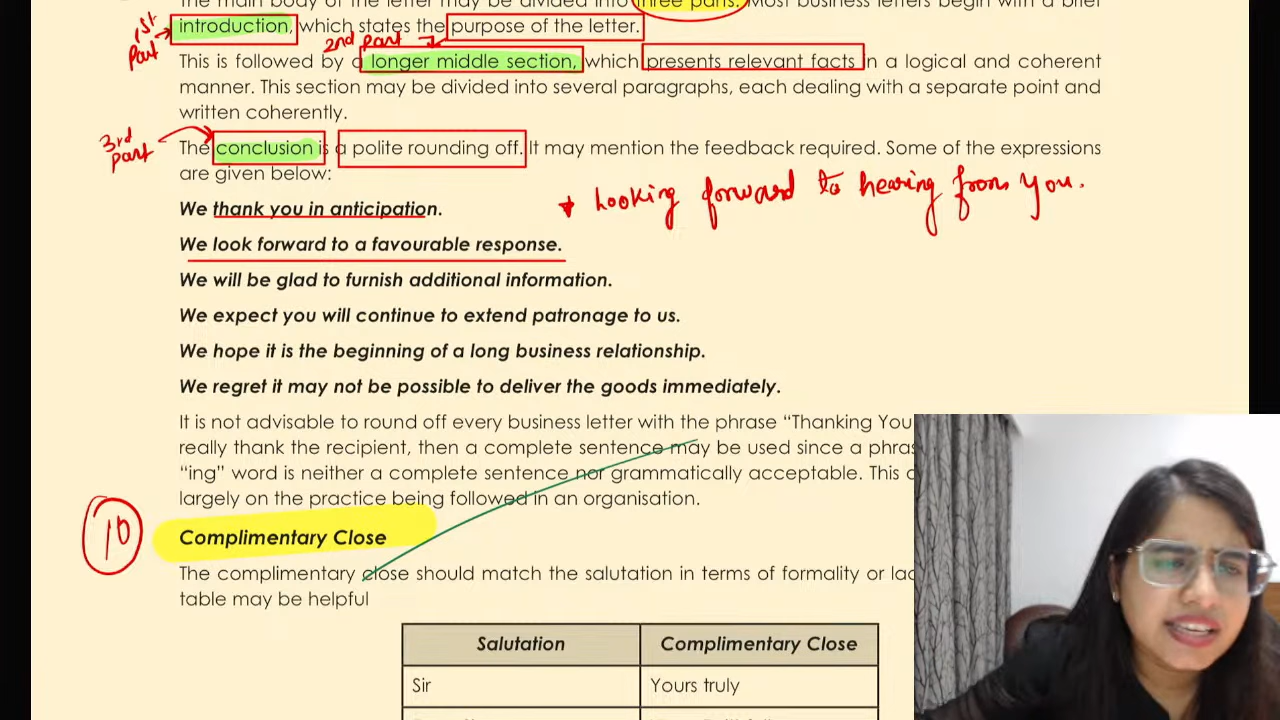 The main body of the letter may be divided into three parts. Most business letters begin with a brief
introduction, which states the purpose of the letter.
1st part
2nd part
This is followed by a longer middle section, which presents relevant facts in a logical and coherent
manner. This section may be divided into several paragraphs, each dealing with a separate point and
written coherently.
3rd part
The conclusion is a polite rounding off. It may mention the feedback required. Some of the expressions
are given below:
Looking forward to hearing from you.
We thank you in anticipation.
We look forward to a favourable response.
We will be glad to furnish additional information.
We expect you will continue to extend patronage to us.
We hope it is the beginning of a long business relationship.
We regret it may not be possible to deliver the goods immediately.
It is not advisable to round off every business letter with the phrase “Thanking You
really thank the recipient, then a complete sentence may be used since a phras
“ing” word is neither a complete sentence nor grammatically acceptable. This
largely on the practice being followed in an organisation.
10
Complimentary Close
The complimentary close should match the salutation in terms of formality or lac
table may be helpful
Salutation Complimentary Close
Sir Yours truly